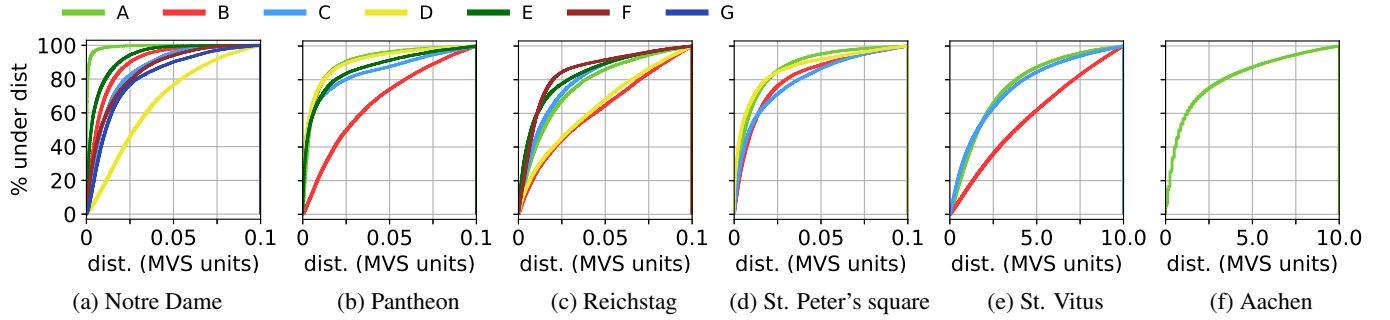 A B C D E F G
% under dist
100
80
60
40
20
0
0 0.05 0.1 0 0.05 0.1 0 0.05 0.1 0 0.05 0.1 0 5.0 10.0 0 5.0 10.0
dist. (MVS units) dist. (MVS units) dist. (MVS units) dist. (MVS units) dist. (MVS units) dist. (MVS units)
(a) Notre Dame (b) Pantheon (c) Reichstag (d) St. Peter's square (e) St. Vitus (f) Aachen